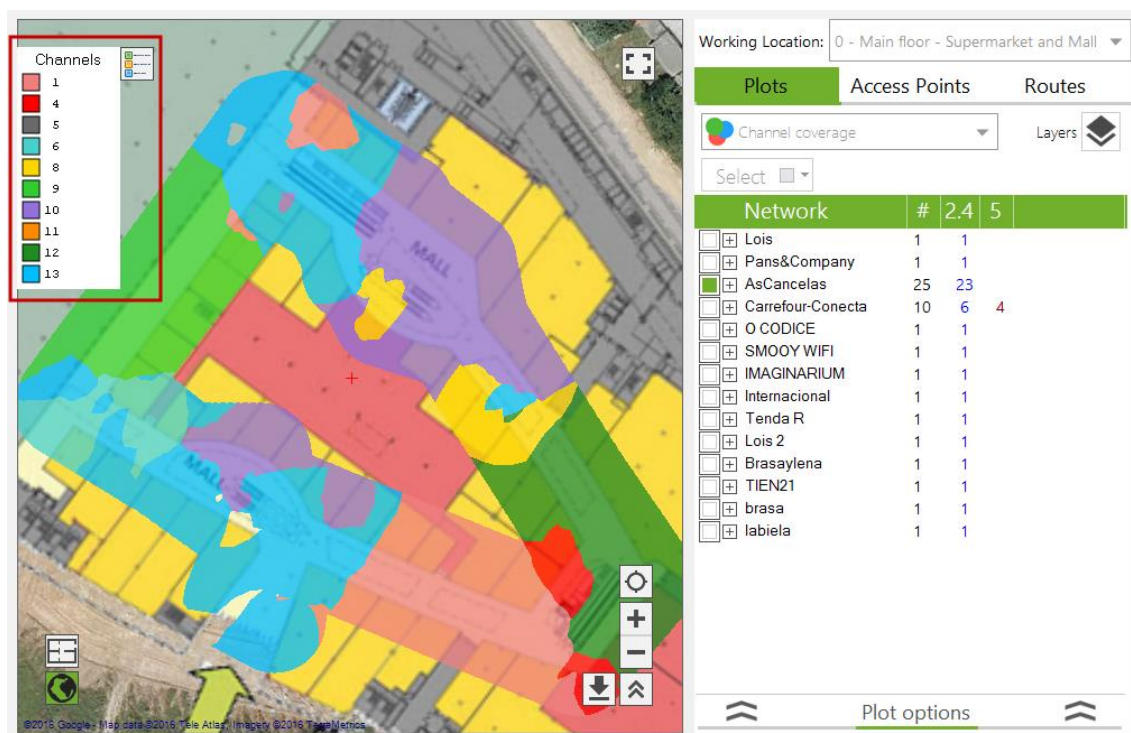 Channels
1
4
5
6
8
9
10
11
12
13
MALL
MALL
©2016 Google - Map data ©2016 Tele Atlas, Imagery ©2016 TerraMetrics
Working Location: 0 - Main floor - Supermarket and Mall
Plots Access Points Routes
Channel coverage Layers
Select
Network # 2.4 5
Lois 1 1
Pans&Company 1 1
AsCancelas 25 23
Carrefour-Conecta 10 6 4
O CODICE 1 1
SMOOY WIFI 1 1
IMAGINARIUM 1 1
Internacional 1 1
Tenda R 1 1
Lois 2 1 1
Brasaylena 1 1
TIEN21 1 1
brasa 1 1
labiela 1 1
Plot options